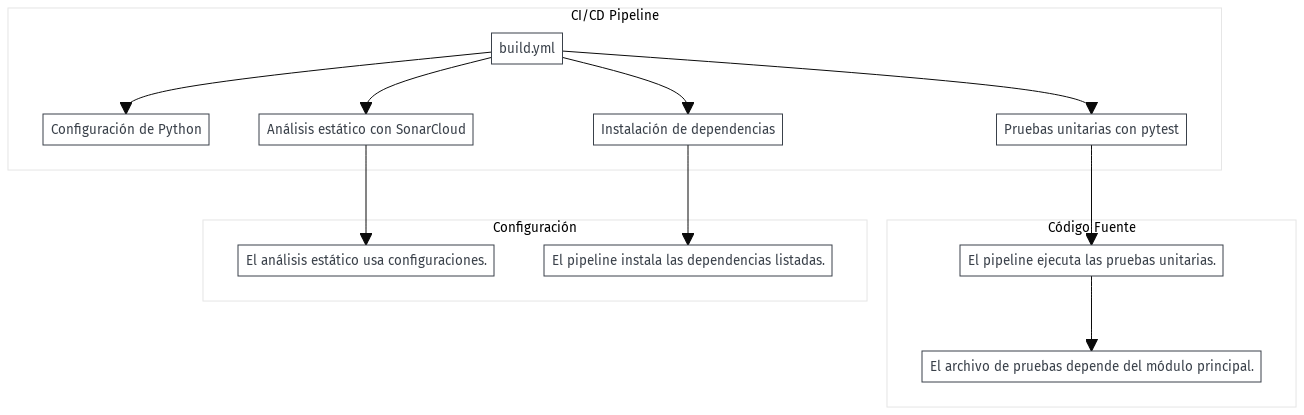 CI/CD Pipeline
build.yml
Configuración de Python
Análisis estático con SonarCloud
Instalación de dependencias
Pruebas unitarias con pytest
Configuración
Código Fuente
El análisis estático usa configuraciones.
El pipeline instala las dependencias listadas.
El pipeline ejecuta las pruebas unitarias.
El archivo de pruebas depende del módulo principal.